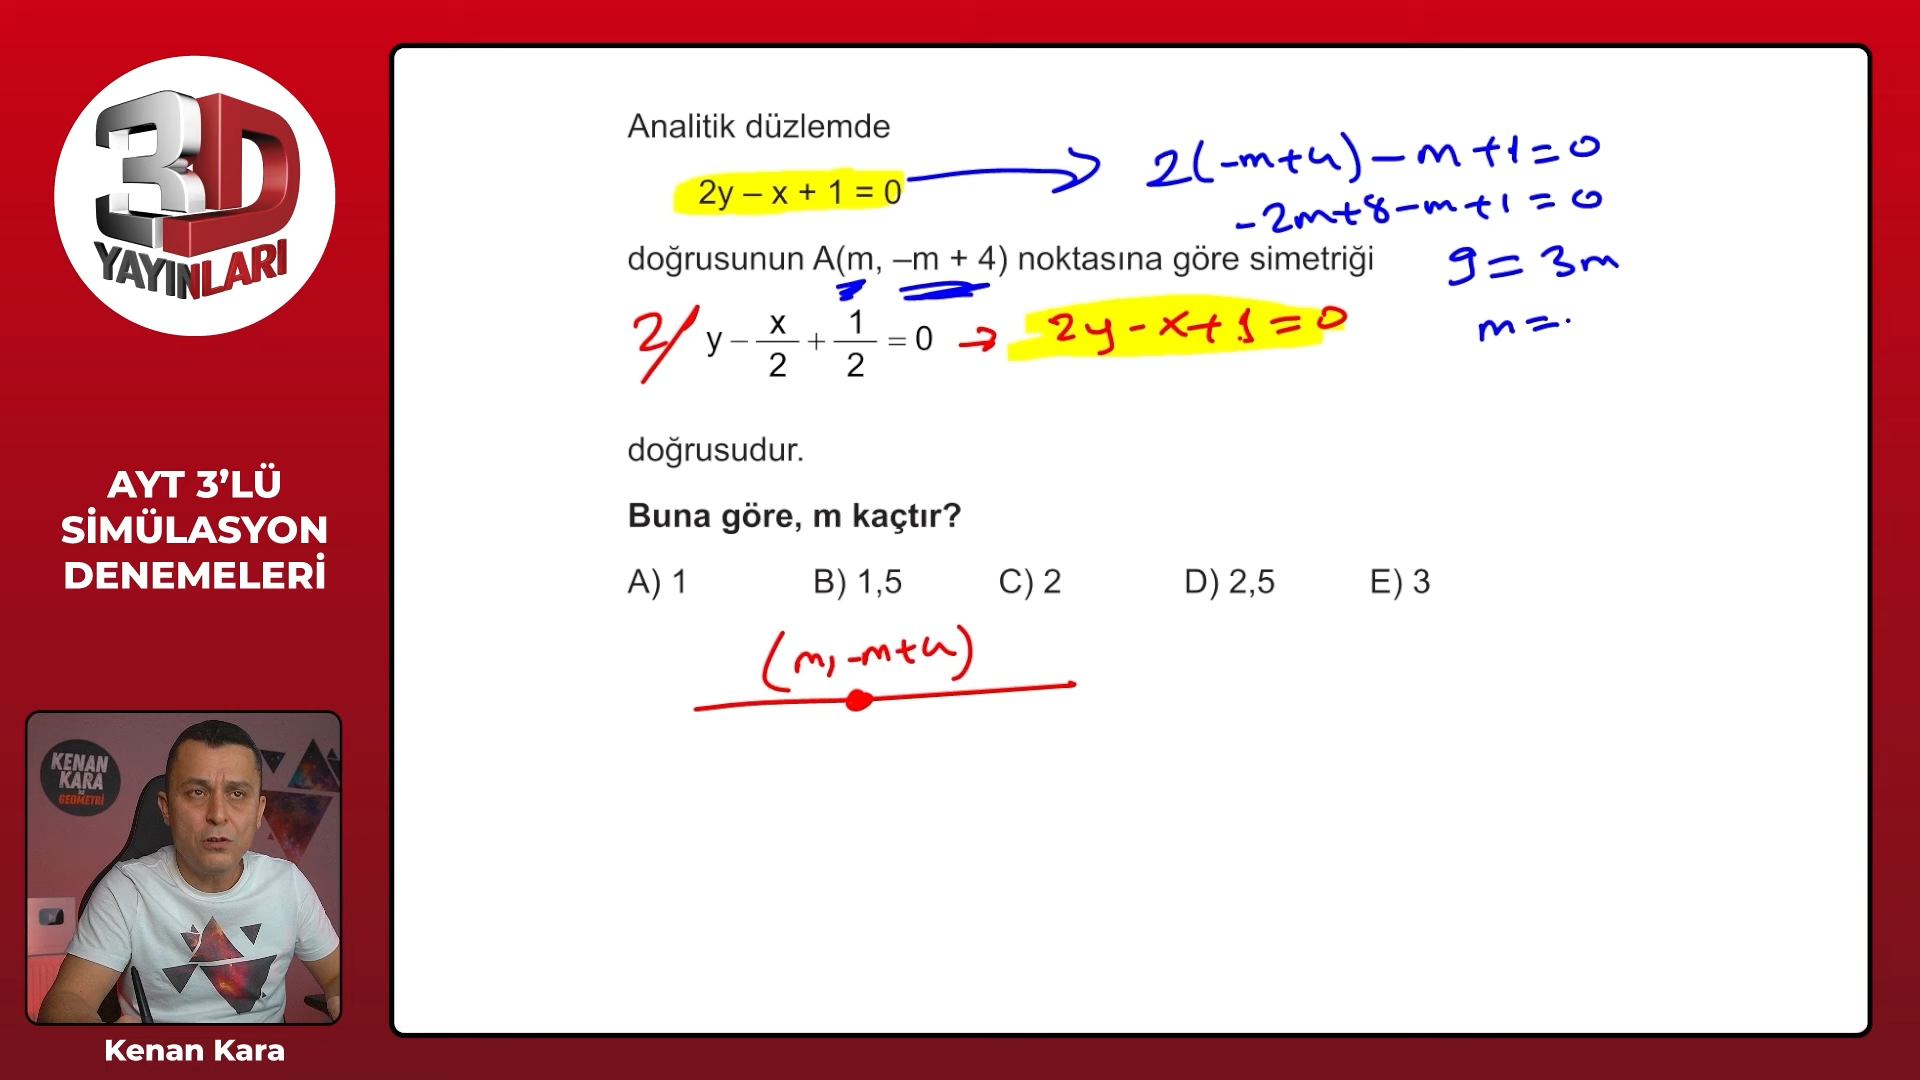 3D
YAYINLARI
AYT 3'LÜ
SİMÜLASYON
DENEMELERİ
KENAN
KARA
ile
GEOMETRİ
Kenan Kara
Analitik düzlemde
2y – x + 1 = 0
2(-m+4)-m+1=0
-2m+8-m+1=0
9=3m
m=.
doğrusunun A(m, –m + 4) noktasına göre simetriği
2/ y – x/2 + 1/2 = 0 → 2y-x+1=0
doğrusudur.
Buna göre, m kaçtır?
A) 1 B) 1,5 C) 2 D) 2,5 E) 3
(m, -m+4)